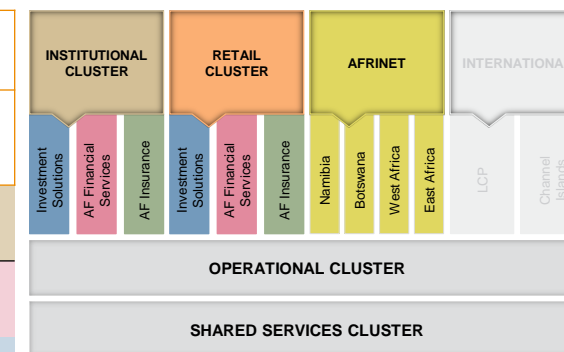 INSTITUTIONAL
CLUSTER
RETAIL
CLUSTER
AFRINET
INTERNATIONA
Investment
Solutions
AF Financial
Services
AF Insurance
Investment
Solutions
AF Financial
Services
AF Insurance
Namibia
Botswana
West Africa
East Africa
LCP
Channel
Islands
OPERATIONAL CLUSTER
SHARED SERVICES CLUSTER